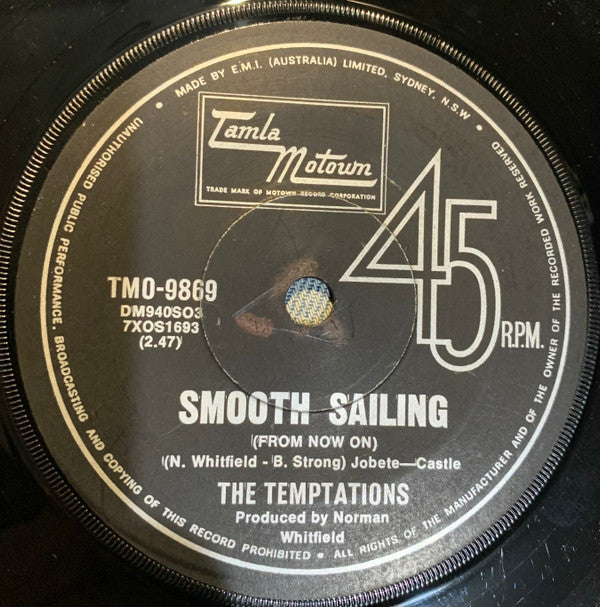 • MADE BY E.M.I. (AUSTRALIA) LIMITED, SYDNEY, N.S.W •
Tamla
Motown
TRADE MARK OF MOTOWN RECORD CORPORATION
45
R.P.M.
TMO-9869
DM940SO3
7XOS1693
(2.47)
SMOOTH SAILING
(FROM NOW ON)
(N. Whitfield - B. Strong) Jobete—Castle
THE TEMPTATIONS
Produced by Norman
Whitfield
UNAUTHORISED PUBLIC PERFORMANCE, BROADCASTING AND COPYING OF THIS RECORD PROHIBITED • ALL RIGHTS OF THE MANUFACTURER AND OF THE OWNER OF THE RECORDED WORK RESERVED